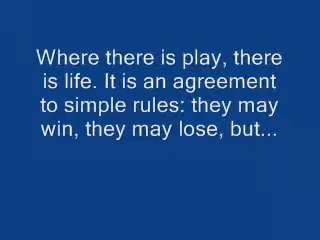 Where there is play, there
is life. It is an agreement
to simple rules: they may
win, they may lose, but...